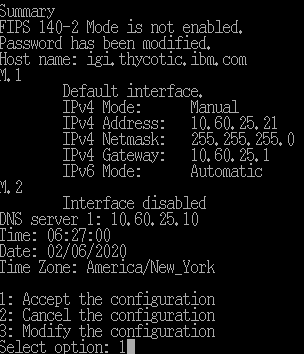 Summary
FIPS 140-2 Mode is not enabled.
Password has been modified.
Host name: igi.thycotic.ibm.com
M.1
Default interface.
IPv4 Mode: Manual
IPv4 Address: 10.60.25.21
IPv4 Netmask: 255.255.255.0
IPv4 Gateway: 10.60.25.1
IPv6 Mode: Automatic
M.2
Interface disabled
DNS server 1: 10.60.25.10
Time: 06:27:00
Date: 02/06/2020
Time Zone: America/New_York
1: Accept the configuration
2: Cancel the configuration
3: Modify the configuration
Select option: 1